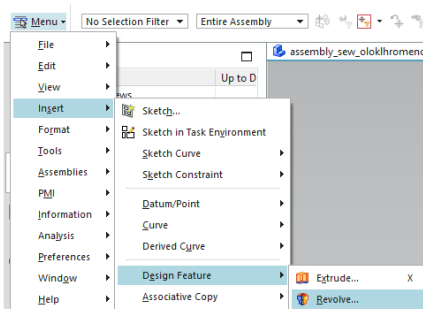 Menu No Selection Filter Entire Assembly
assembly_sew_oloklhromeno
File
Edit
Up to D
View
Insert
Sketch...
Format
Sketch in Task Environment
Tools
Sketch Curve
Assemblies
Sketch Constraint
PMI
Datum/Point
Information
Curve
Analysis
Derived Curve
Preferences
Window
Design Feature
Extrude... X
Help
Associative Copy
Revolve...